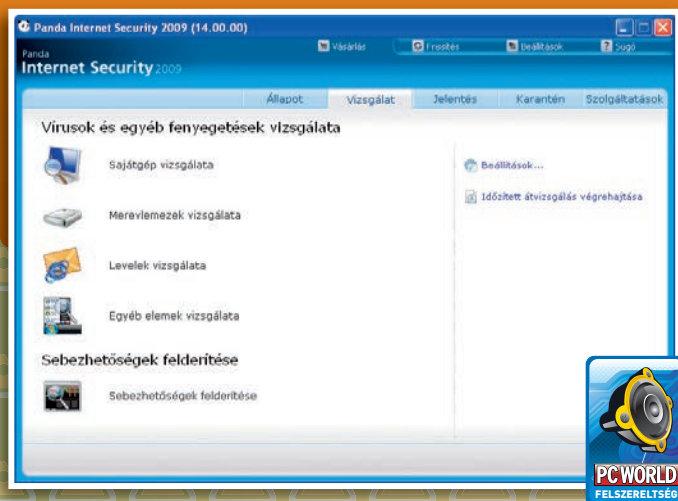 Panda Internet Security 2009 (14.00.00)
Panda
Internet Security 2009
Vásárlás
Frissítés
Beállítások
Súgó
Állapot
Vizsgálat
Jelentés
Karantén
Szolgáltatások
Vírusok és egyéb fenyegetések vizsgálata
Sajátgép vizsgálata
Merevlemezek vizsgálata
Levelek vizsgálata
Egyéb elemek vizsgálata
Sebezhetőségek felderítése
Sebezhetőségek felderítése
Beállítások...
Időzített átvizsgálás végrehajtása
PC WORLD
FELSZERELTSÉG